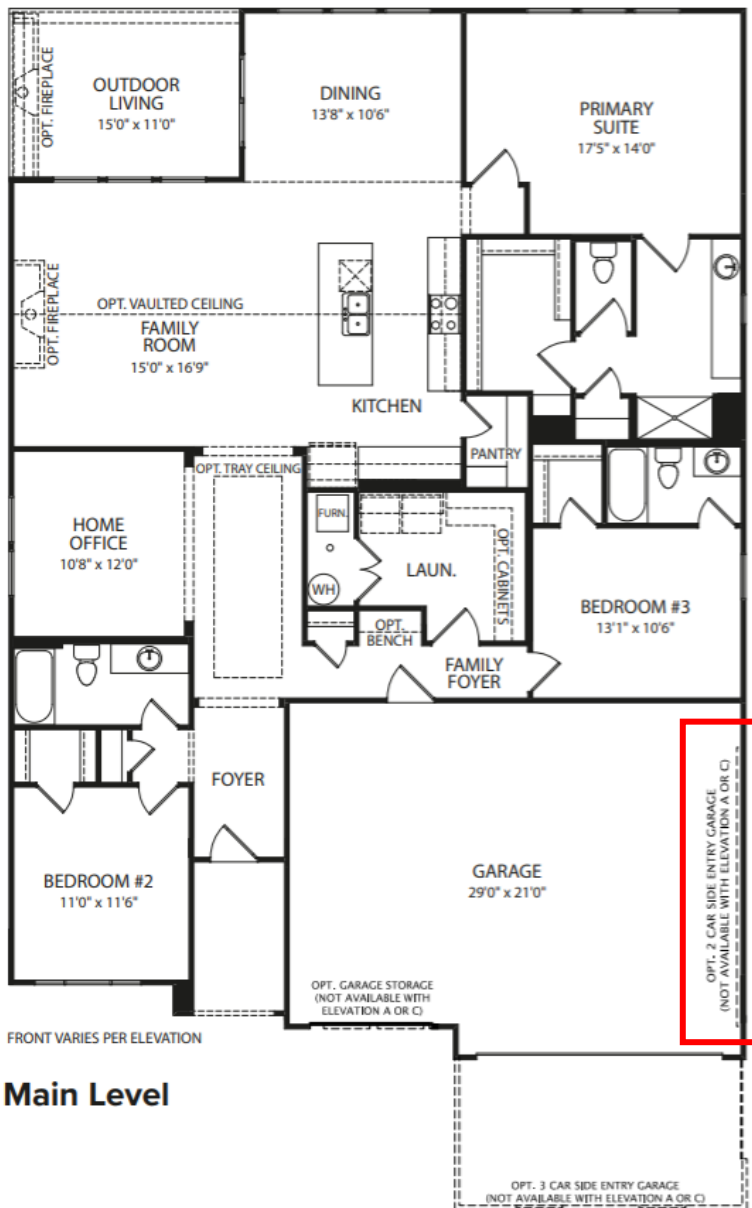 OPT. FIREPLACE
OUTDOOR
LIVING
15'0" x 11'0"
DINING
13'8" x 10'6"
PRIMARY
SUITE
17'5" x 14'0"
OPT. FIREPLACE
OPT. VAULTED CEILING
FAMILY
ROOM
15'0" x 16'9"
KITCHEN
PANTRY
OPT. TRAY CEILING
HOME
OFFICE
10'8" x 12'0"
FURN.
WH
LAUN.
OPT. CABINETS
BEDROOM #3
13'1" x 10'6"
OPT.
BENCH
FAMILY
FOYER
FOYER
BEDROOM #2
11'0" x 11'6"
GARAGE
29'0" x 21'0"
OPT. 2 CAR SIDE ENTRY GARAGE
(NOT AVAILABLE WITH ELEVATION A OR C)
OPT. GARAGE STORAGE
(NOT AVAILABLE WITH
ELEVATION A OR C)
FRONT VARIES PER ELEVATION
Main Level
OPT. 3 CAR SIDE ENTRY GARAGE
(NOT AVAILABLE WITH ELEVATION A OR C)